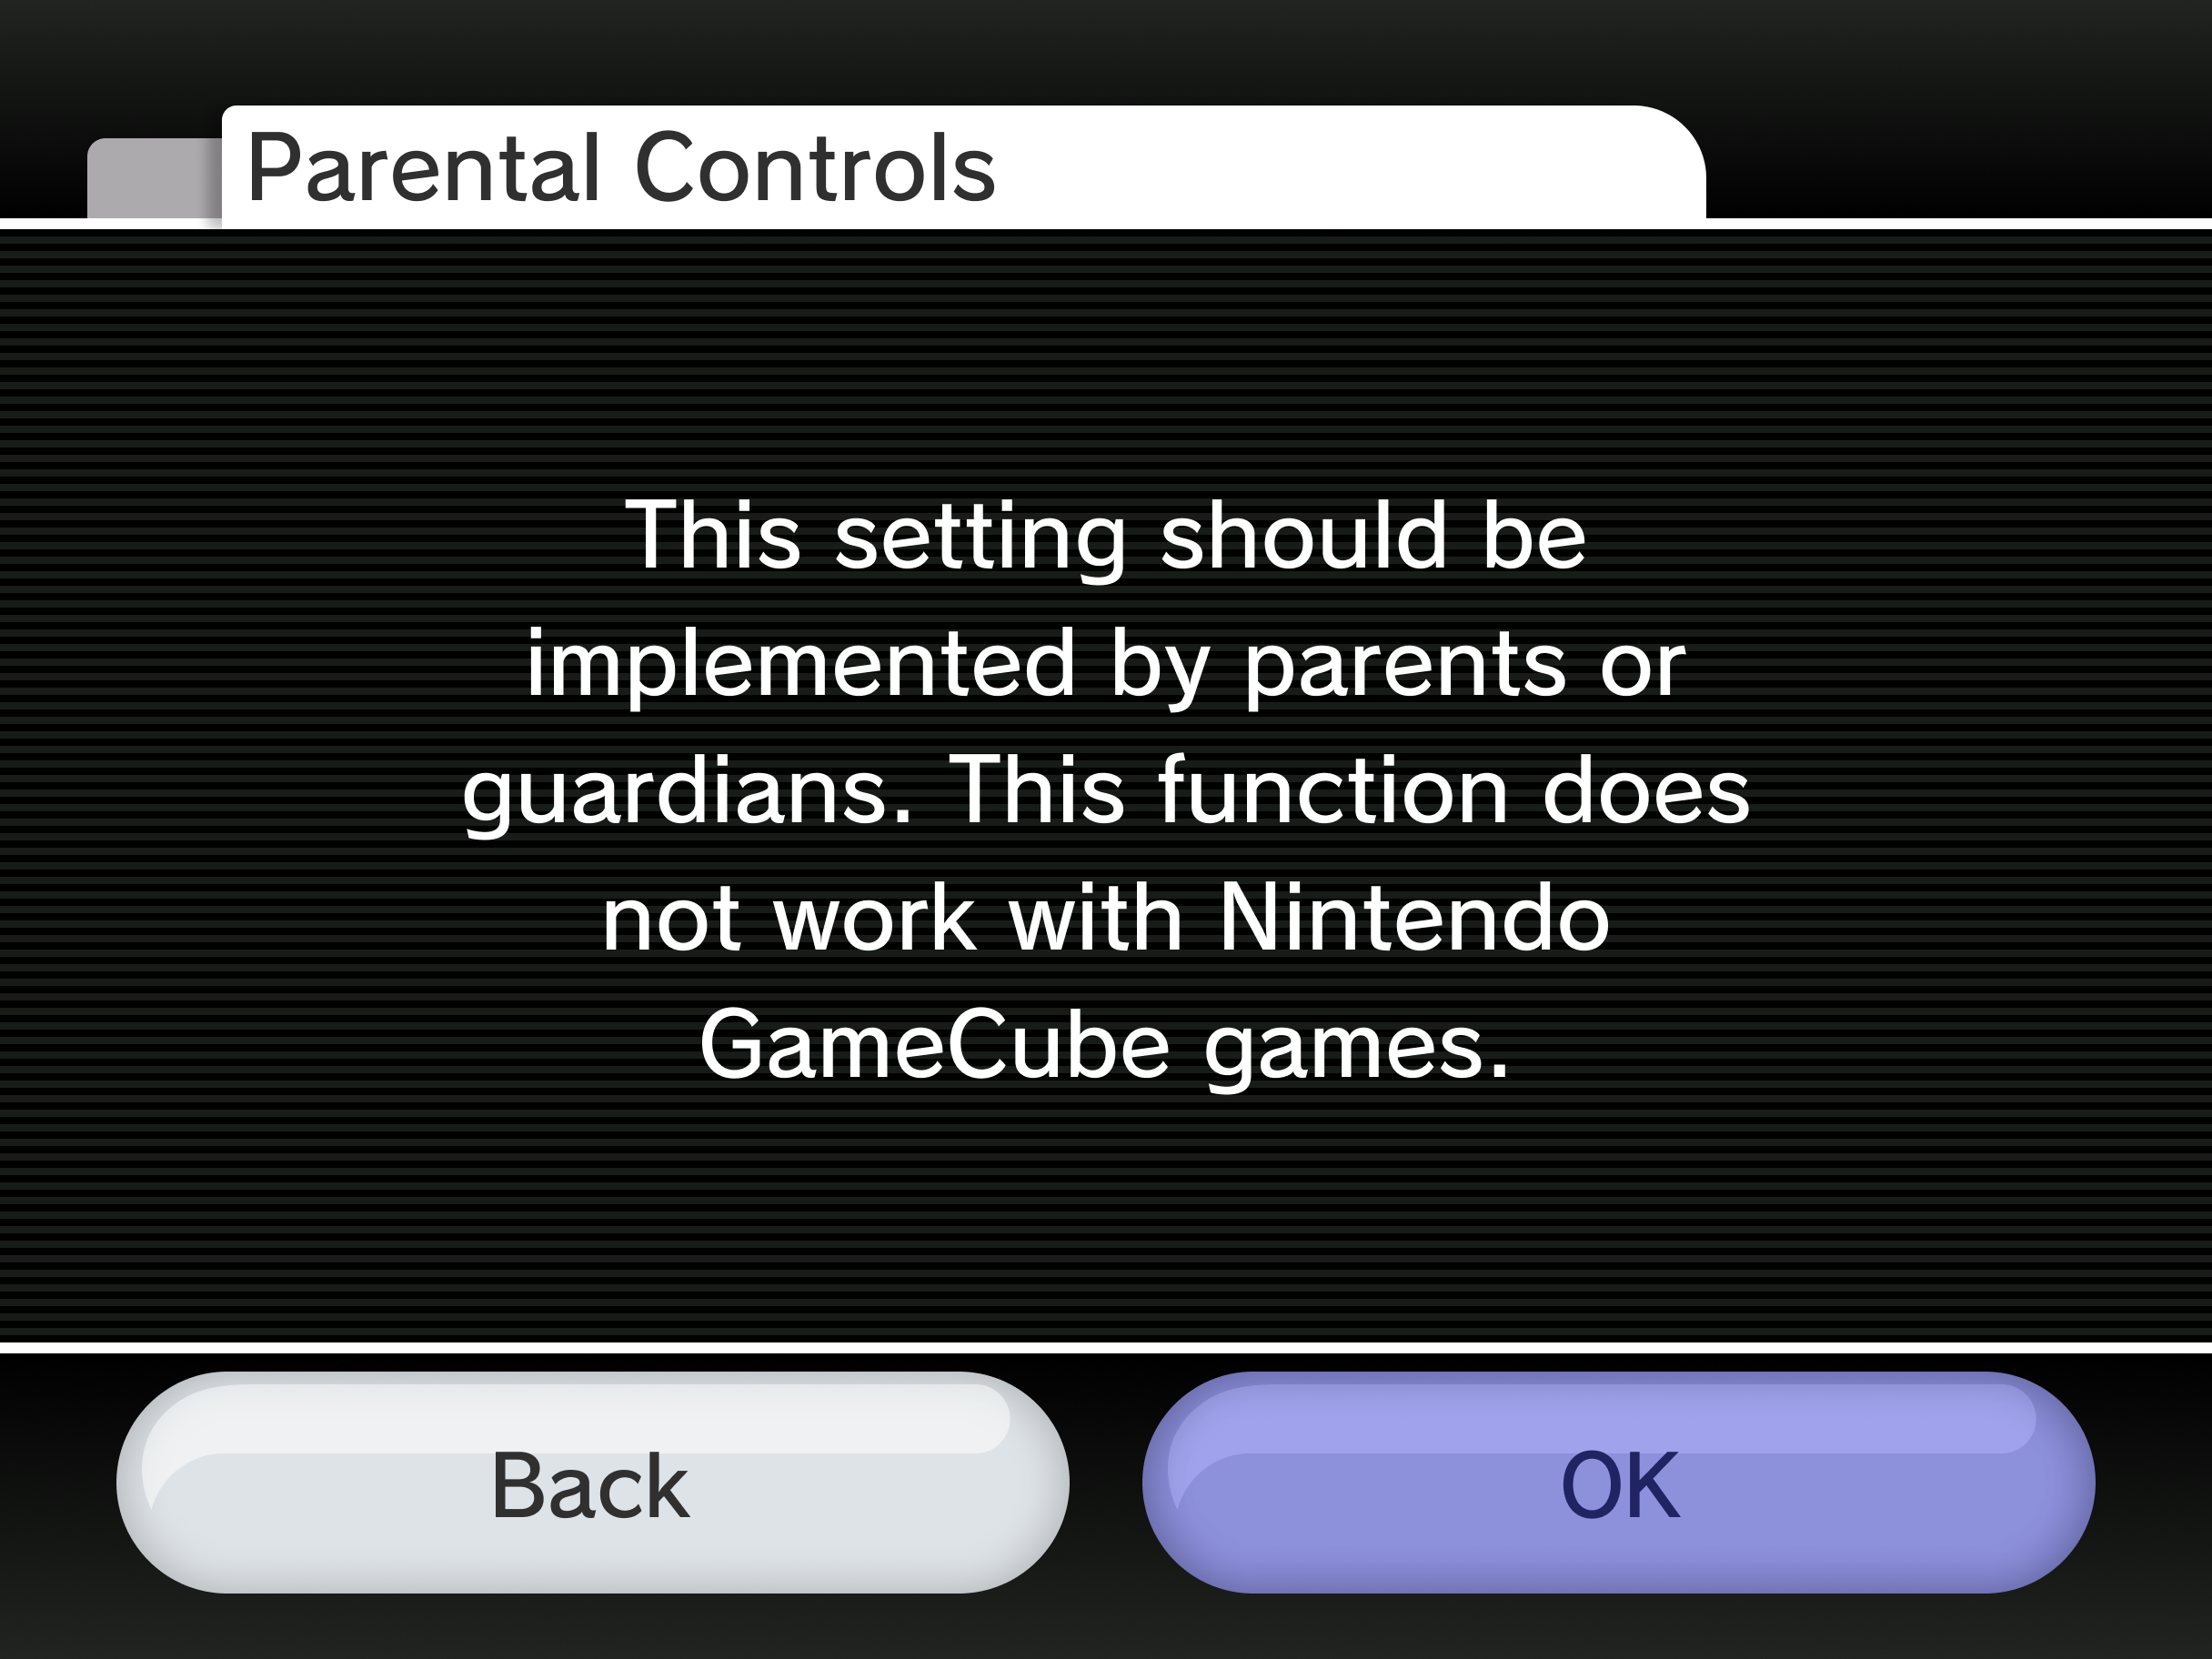 Parental Controls
This setting should be
implemented by parents or
guardians. This function does
not work with Nintendo
GameCube games.
Back
OK